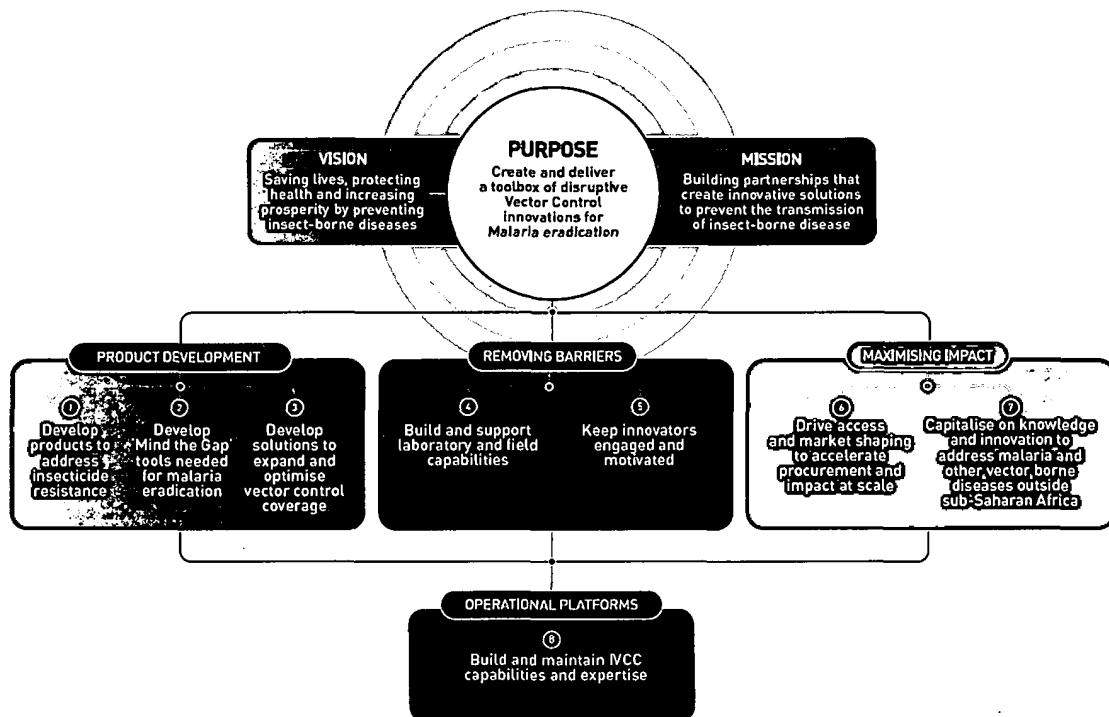 VISION
Saving lives, protecting
health and increasing
prosperity by preventing
insect-borne diseases
PURPOSE
Create and deliver
a toolbox of disruptive
Vector Control
innovations for
Malaria eradication
MISSION
Building partnerships that
create innovative solutions
to prevent the transmission
of insect-borne disease
PRODUCT DEVELOPMENT
1
Develop
products to
address
insecticide
resistance
2
Develop
Mind the Gap
tools needed
for malaria
eradication
3
Develop
solutions to
expand and
optimise
vector control
coverage
REMOVING BARRIERS
4
Build and support
laboratory and field
capabilities
5
Keep innovators
engaged and
motivated
MAXIMISING IMPACT
6
Drive access
and market shaping
to accelerate
procurement and
impact at scale
7
Capitalise on knowledge
and innovation to
address malaria and
other vector borne
diseases outside
sub-Saharan Africa
OPERATIONAL PLATFORMS
8
Build and maintain IVCC
capabilities and expertise